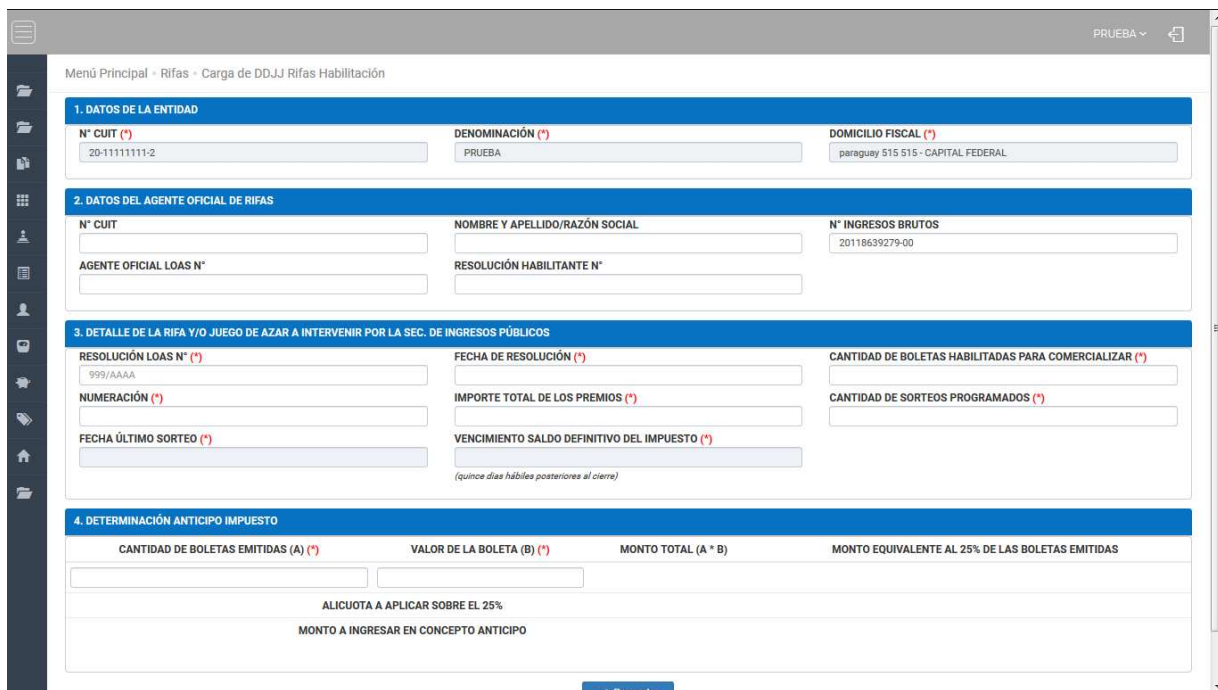 PRUEBA
Menú Principal · Rifas · Carga de DDJJ Rifas Habilitación
1. DATOS DE LA ENTIDAD
N° CUIT (*) DENOMINACIÓN (*) DOMICILIO FISCAL (*)
20-11111111-2 PRUEBA paraguay 515 515 - CAPITAL FEDERAL
2. DATOS DEL AGENTE OFICIAL DE RIFAS
N° CUIT NOMBRE Y APELLIDO/RAZÓN SOCIAL N° INGRESOS BRUTOS
20118639279-00
AGENTE OFICIAL LOAS N° RESOLUCIÓN HABILITANTE N°
3. DETALLE DE LA RIFA Y/O JUEGO DE AZAR A INTERVENIR POR LA SEC. DE INGRESOS PÚBLICOS
RESOLUCIÓN LOAS N° (*) FECHA DE RESOLUCIÓN (*) CANTIDAD DE BOLETAS HABILITADAS PARA COMERCIALIZAR (*)
999/AAAA
NUMERACIÓN (*) IMPORTE TOTAL DE LOS PREMIOS (*) CANTIDAD DE SORTEOS PROGRAMADOS (*)
FECHA ÚLTIMO SORTEO (*) VENCIMIENTO SALDO DEFINITIVO DEL IMPUESTO (*)
(quince dias hábiles posteriores al cierre)
4. DETERMINACIÓN ANTICIPO IMPUESTO
CANTIDAD DE BOLETAS EMITIDAS (A) (*) VALOR DE LA BOLETA (B) (*) MONTO TOTAL (A * B) MONTO EQUIVALENTE AL 25% DE LAS BOLETAS EMITIDAS
ALICUOTA A APLICAR SOBRE EL 25%
MONTO A INGRESAR EN CONCEPTO ANTICIPO